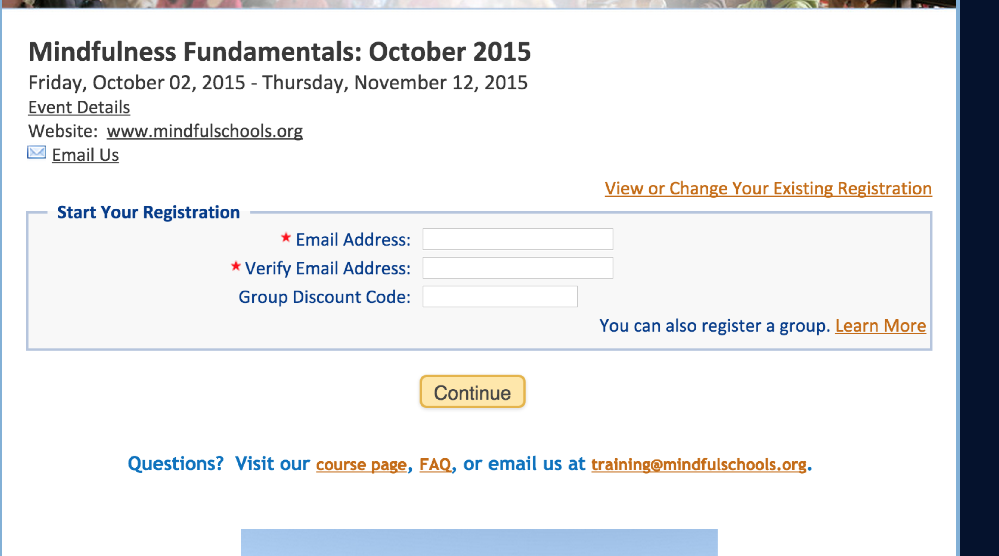 Mindfulness Fundamentals: October 2015
Friday, October 02, 2015 - Thursday, November 12, 2015
Event Details
Website: www.mindfulschools.org
Email Us
View or Change Your Existing Registration
Start Your Registration
Email Address:
Verify Email Address:
Group Discount Code:
You can also register a group. Learn More
Continue
Questions? Visit our course page, FAQ, or email us at training@mindfulschools.org.